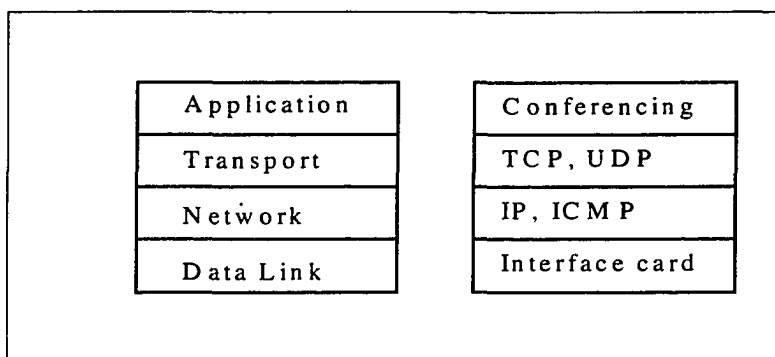 Application
Transport
Network
Data Link
Conferencing
TCP, UDP
IP, ICMP
Interface card